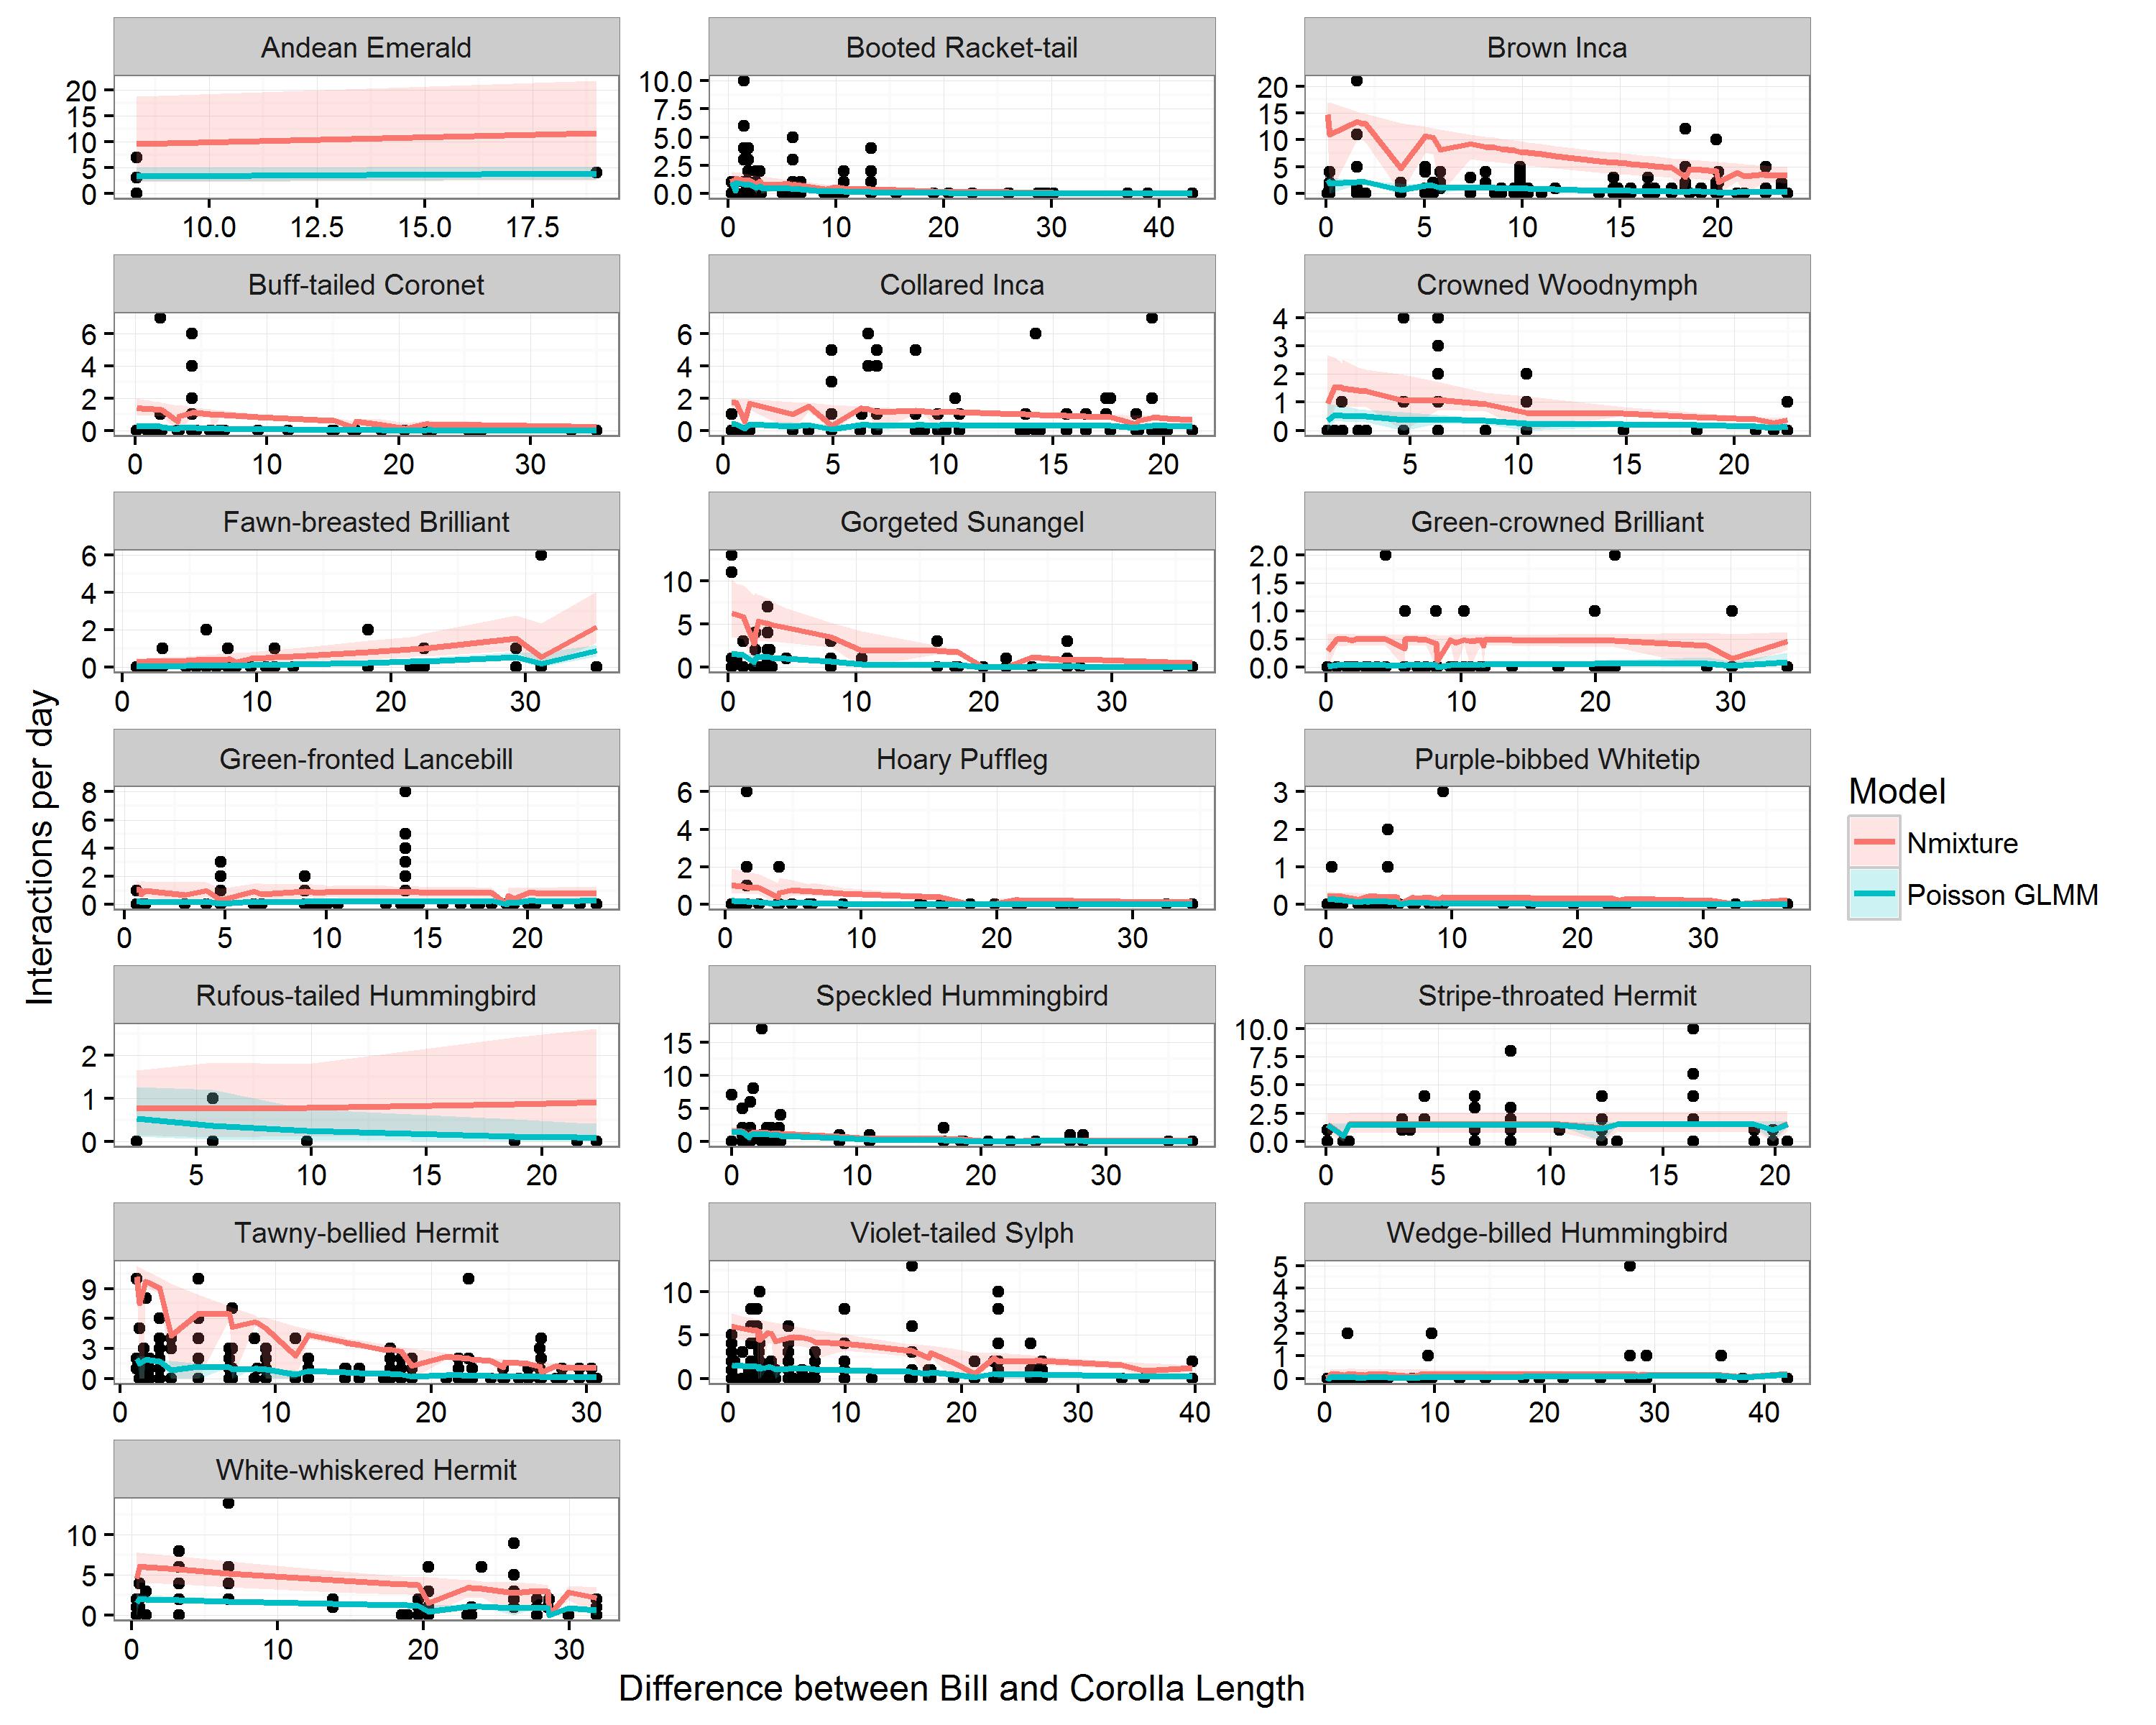 Andean Emerald
Booted Racket-tail
Brown Inca
20
15
10
5
0
10.0
7.5
5.0
2.5
0.0
20
15
10
5
0
10.0 12.5 15.0 17.5
0 10 20 30 40
0 5 10 15 20
Buff-tailed Coronet
Collared Inca
Crowned Woodnymph
6
4
2
0
6
4
2
0
4
3
2
1
0
0 10 20 30
0 5 10 15 20
5 10 15 20
Fawn-breasted Brilliant
Gorgeted Sunangel
Green-crowned Brilliant
6
4
2
0
10
5
0
2.0
1.5
1.0
0.5
0.0
0 10 20 30
0 10 20 30
0 10 20 30
Green-fronted Lancebill
Hoary Puffleg
Purple-bibbed Whitetip
8
6
4
2
0
6
4
2
0
3
2
1
0
0 5 10 15 20
0 10 20 30
0 10 20 30
Rufous-tailed Hummingbird
Speckled Hummingbird
Stripe-throated Hermit
2
1
0
15
10
5
0
10.0
7.5
5.0
2.5
0.0
5 10 15 20
0 10 20 30
0 5 10 15 20
Tawny-bellied Hermit
Violet-tailed Sylph
Wedge-billed Hummingbird
9
6
3
0
10
5
0
5
4
3
2
1
0
0 10 20 30
0 10 20 30 40
0 10 20 30 40
White-whiskered Hermit
10
5
0
0 10 20 30
Interactions per day
Difference between Bill and Corolla Length
Model
Nmixture
Poisson GLMM